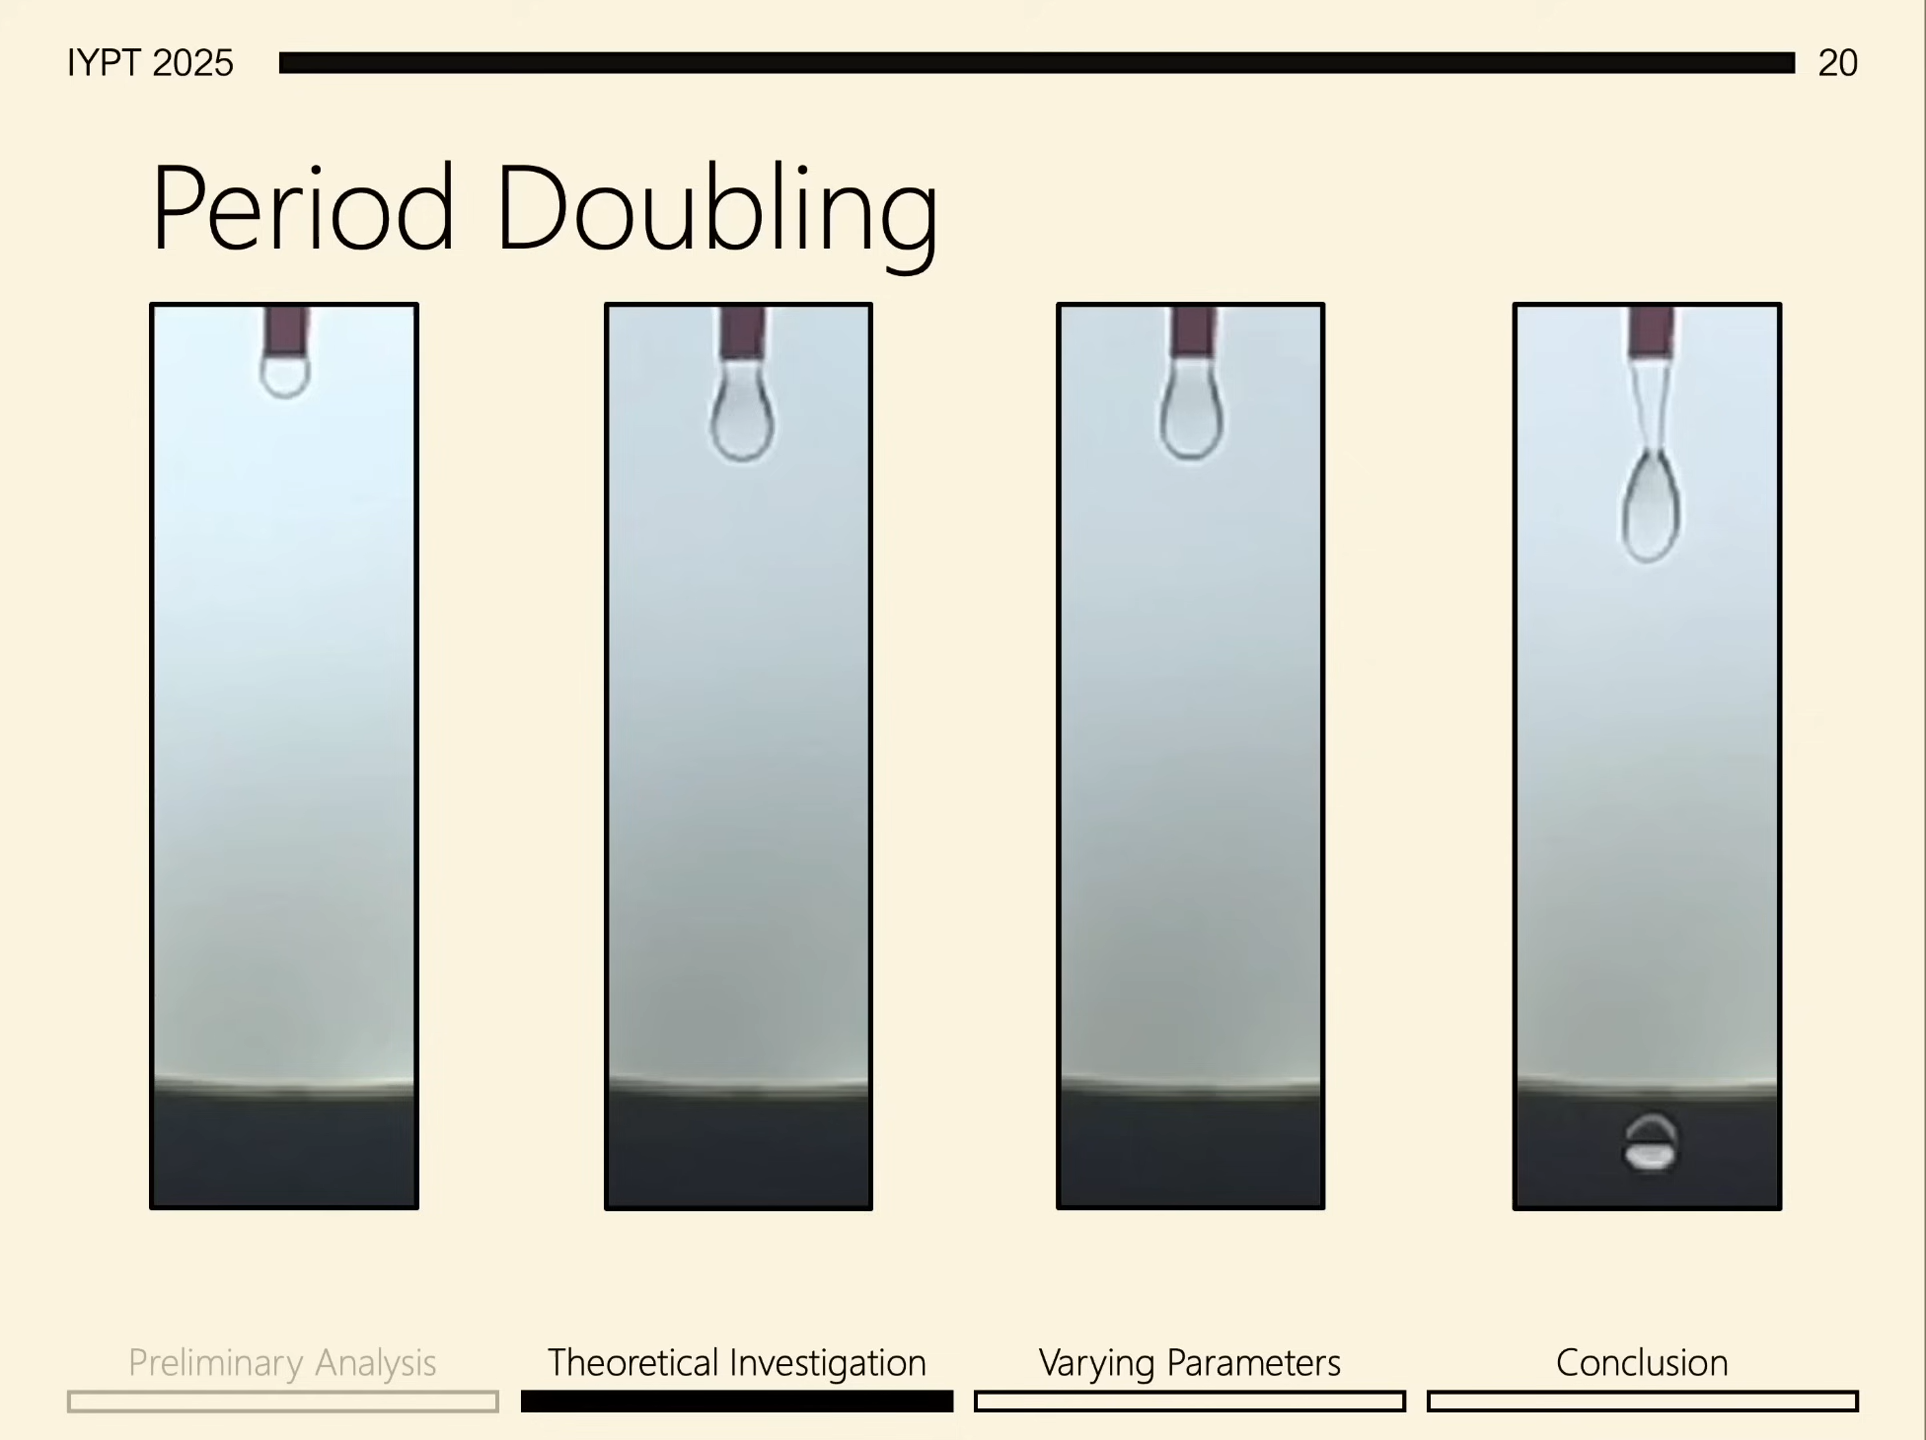 IYPT 2025
20
Period Doubling
Preliminary Analysis
Theoretical Investigation
Varying Parameters
Conclusion